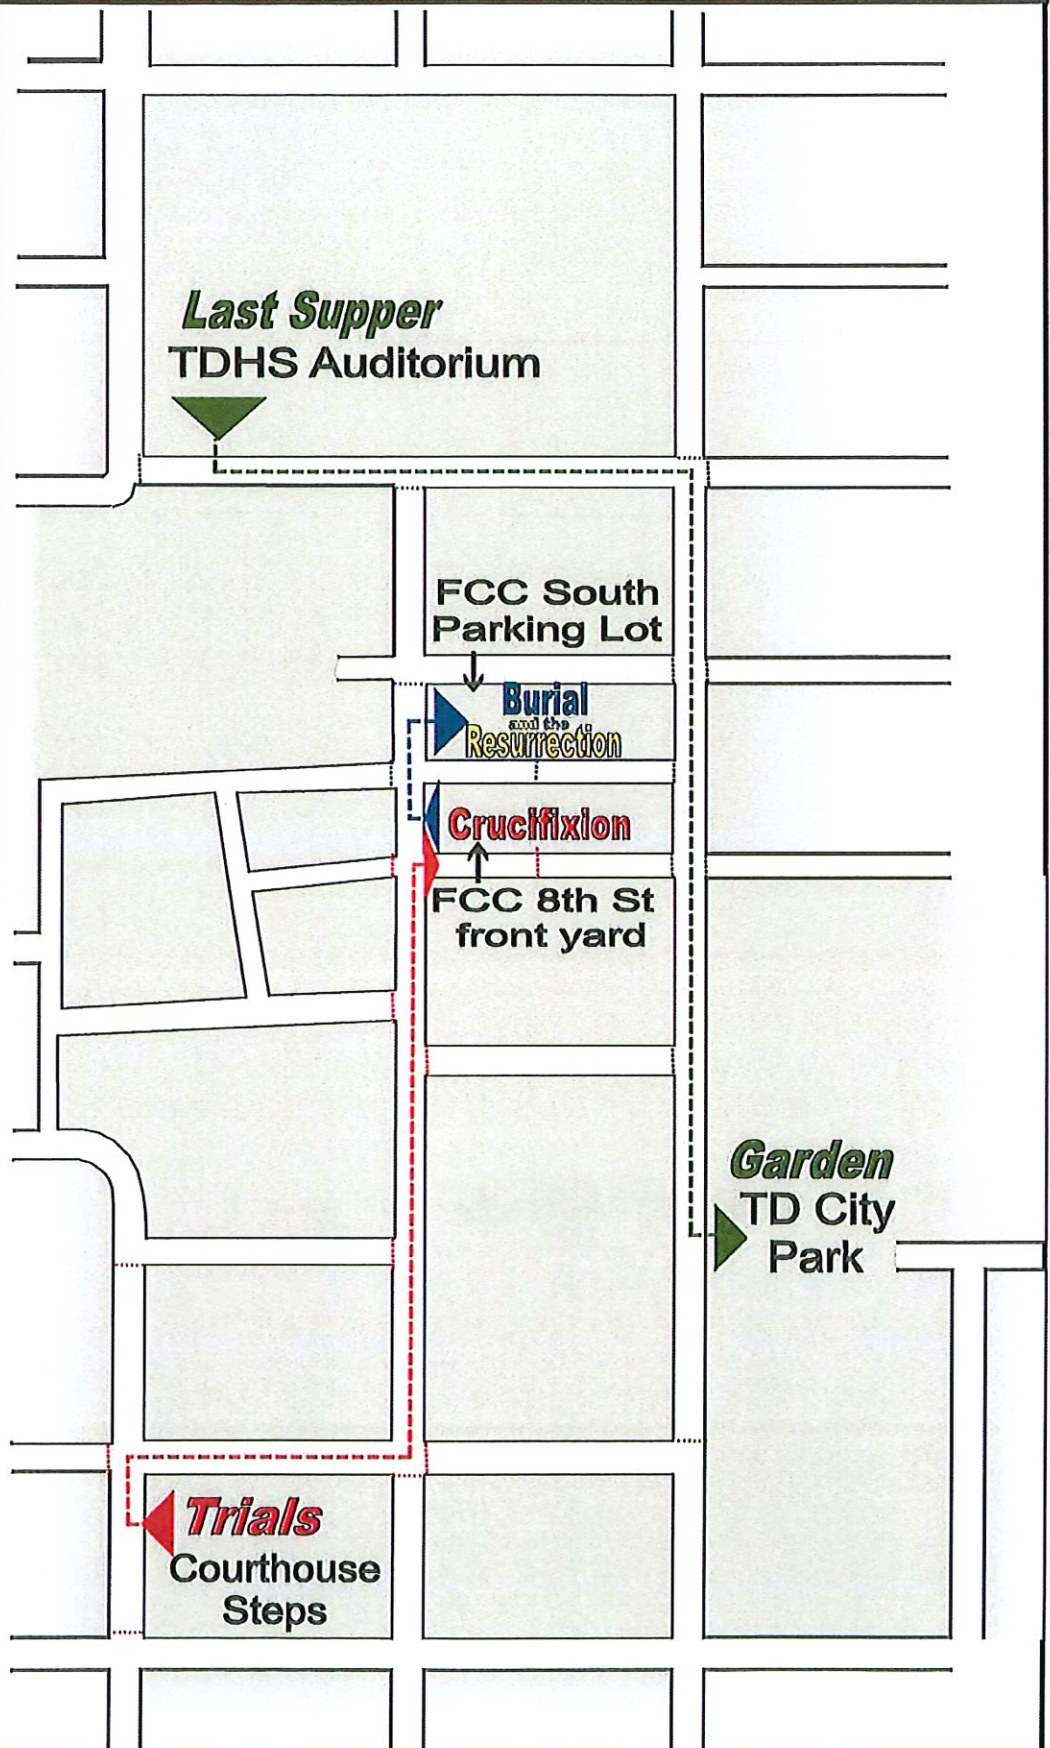 Last Supper
TDHS Auditorium
FCC South
Parking Lot
Burial
and the
Resurrection
Crucifixion
FCC 8th St
front yard
Garden
TD City
Park
Trials
Courthouse
Steps